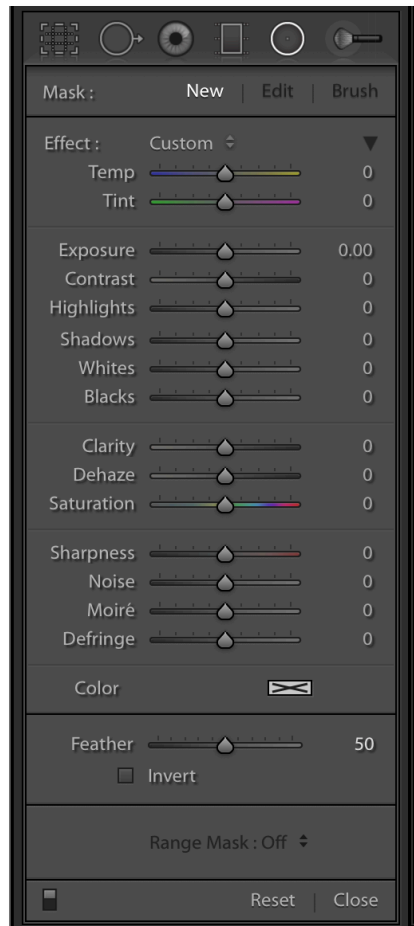 Mask : New | Edit | Brush
Effect : Custom
Temp 0
Tint 0
Exposure 0.00
Contrast 0
Highlights 0
Shadows 0
Whites 0
Blacks 0
Clarity 0
Dehaze 0
Saturation 0
Sharpness 0
Noise 0
Moiré 0
Defringe 0
Color
Feather 50
Invert
Range Mask : Off
Reset | Close